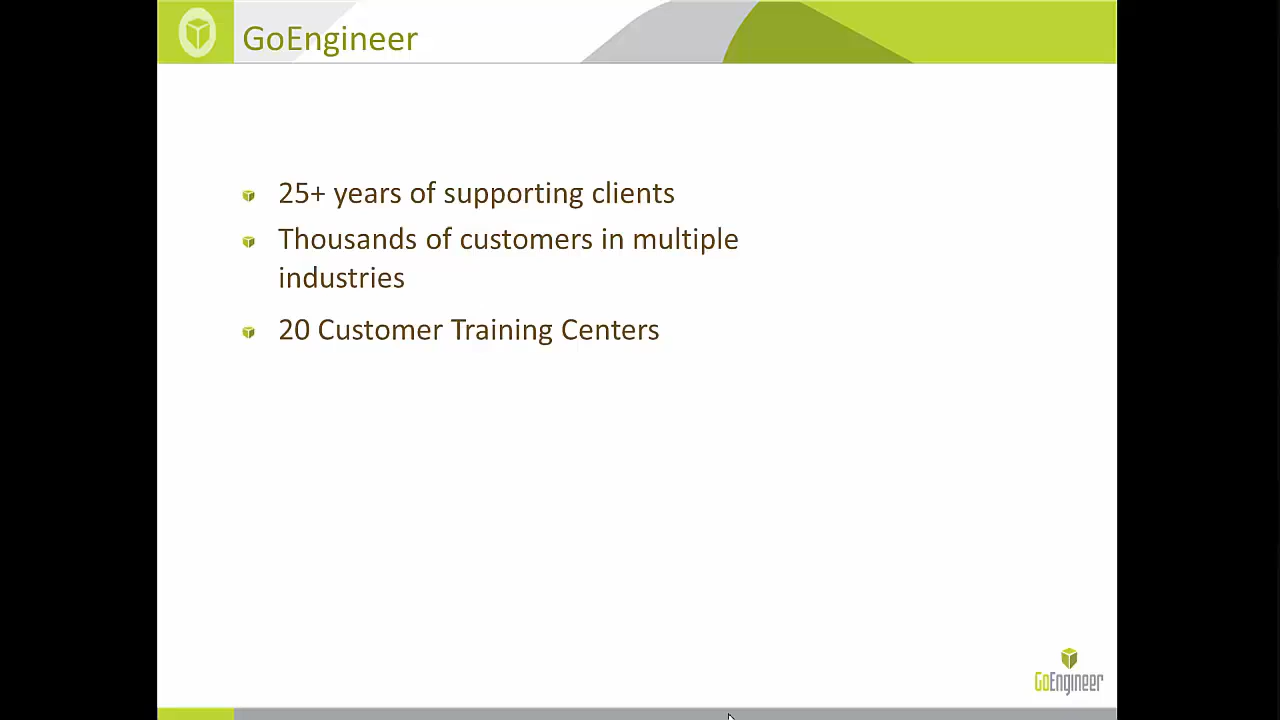 GoEngineer
25+ years of supporting clients
Thousands of customers in multiple
industries
20 Customer Training Centers
GoEngineer